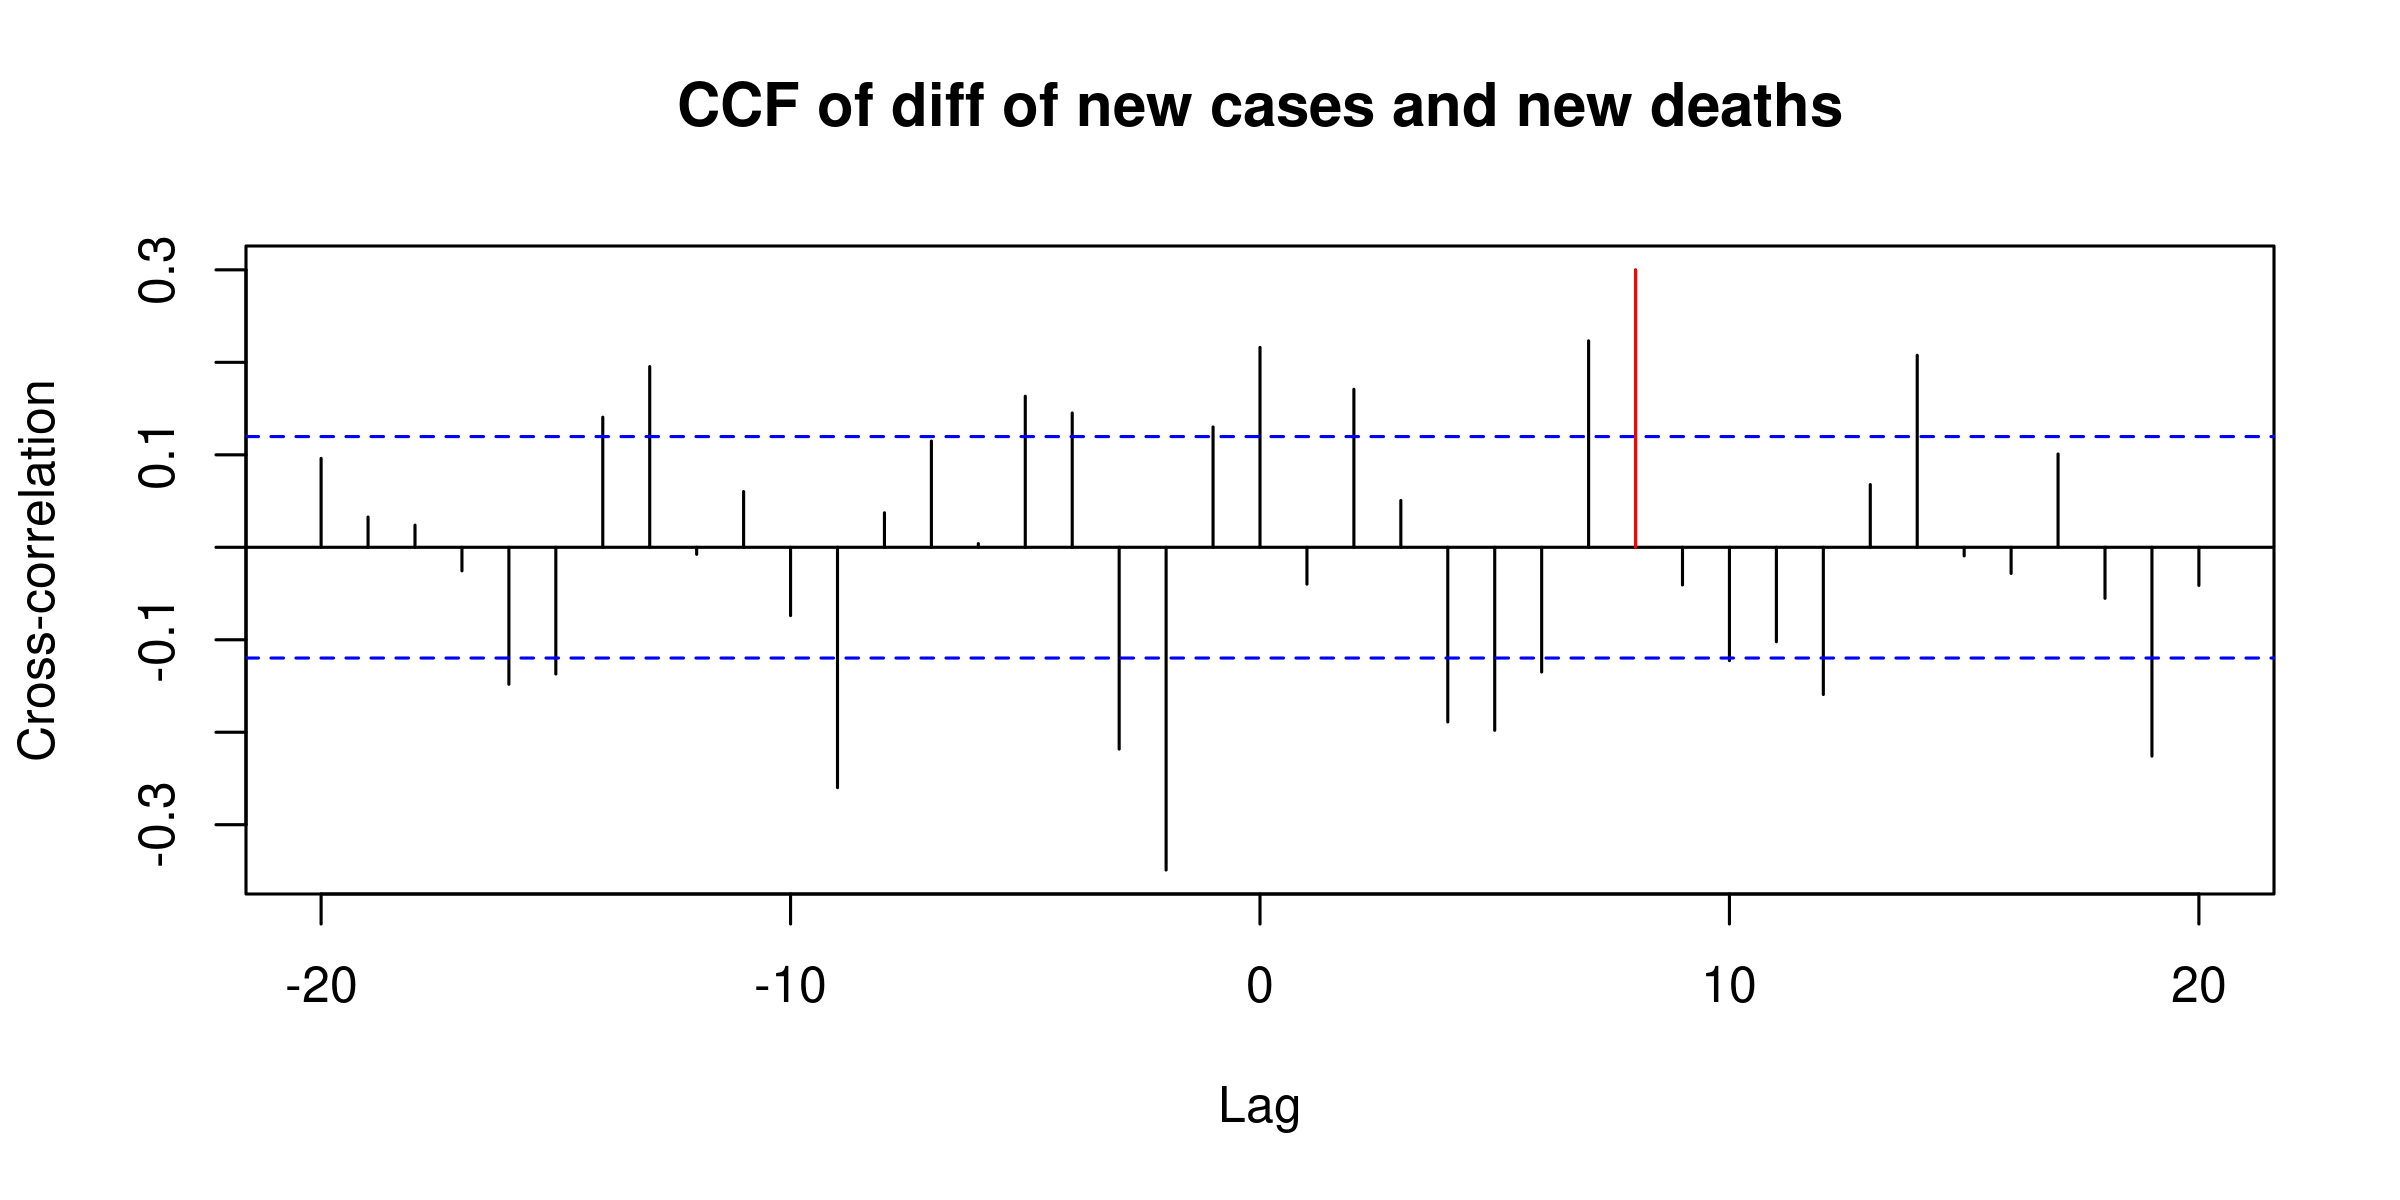 CCF of diff of new cases and new deaths
Cross-correlation
0.3
0.1
-0.1
-0.3
-20 -10 0 10 20
Lag